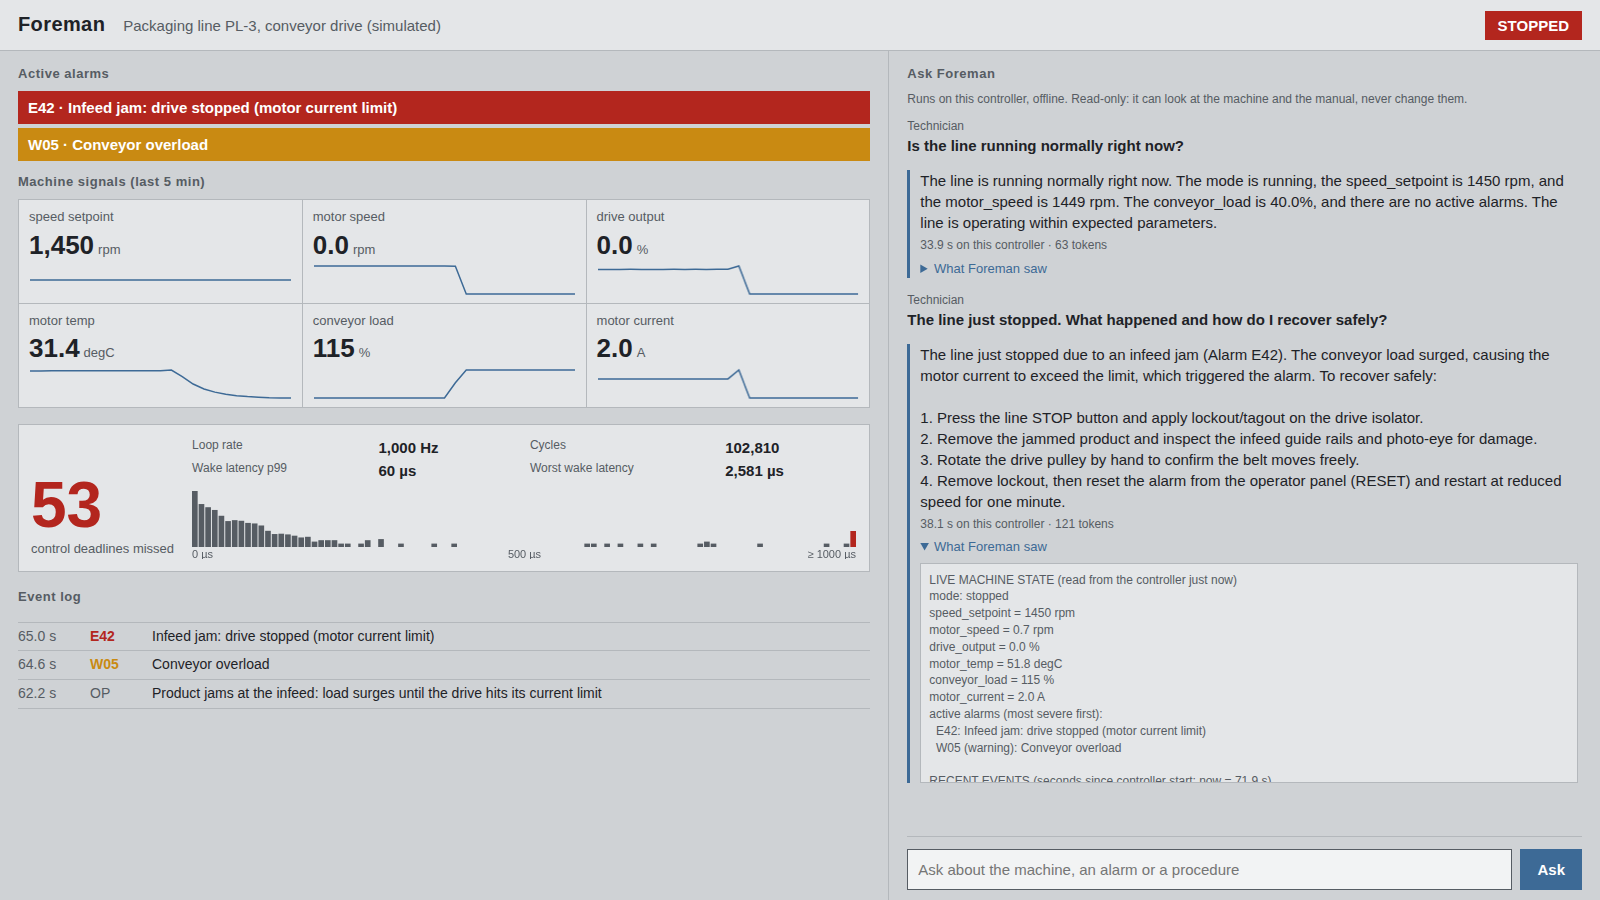 Foreman
Packaging line PL-3, conveyor drive (simulated)
STOPPED
Active alarms
E42 · Infeed jam: drive stopped (motor current limit)
W05 · Conveyor overload
Machine signals (last 5 min)
speed setpoint
1,450 rpm
motor speed
0.0 rpm
drive output
0.0 %
motor temp
31.4 degC
conveyor load
115 %
motor current
2.0 A
53
control deadlines missed
Loop rate
1,000 Hz
Cycles
102,810
Wake latency p99
60 µs
Worst wake latency
2,581 µs
0 µs
500 µs
≥ 1000 µs
Event log
65.0 s E42 Infeed jam: drive stopped (motor current limit)
64.6 s W05 Conveyor overload
62.2 s OP Product jams at the infeed: load surges until the drive hits its current limit
Ask Foreman
Runs on this controller, offline. Read-only: it can look at the machine and the manual, never change them.
Technician
Is the line running normally right now?
The line is running normally right now. The mode is running, the speed_setpoint is 1450 rpm, and
the motor_speed is 1449 rpm. The conveyor_load is 40.0%, and there are no active alarms. The
line is operating within expected parameters.
33.9 s on this controller · 63 tokens
▶ What Foreman saw
Technician
The line just stopped. What happened and how do I recover safely?
The line just stopped due to an infeed jam (Alarm E42). The conveyor load surged, causing the
motor current to exceed the limit, which triggered the alarm. To recover safely:
1. Press the line STOP button and apply lockout/tagout on the drive isolator.
2. Remove the jammed product and inspect the infeed guide rails and photo-eye for damage.
3. Rotate the drive pulley by hand to confirm the belt moves freely.
4. Remove lockout, then reset the alarm from the operator panel (RESET) and restart at reduced
speed for one minute.
38.1 s on this controller · 121 tokens
▼ What Foreman saw
LIVE MACHINE STATE (read from the controller just now)
mode: stopped
speed_setpoint = 1450 rpm
motor_speed = 0.7 rpm
drive_output = 0.0 %
motor_temp = 51.8 degC
conveyor_load = 115 %
motor_current = 2.0 A
active alarms (most severe first):
E42: Infeed jam: drive stopped (motor current limit)
W05 (warning): Conveyor overload
RECENT EVENTS (seconds since controller start; now = 71.9 s)
Ask about the machine, an alarm or a procedure
Ask